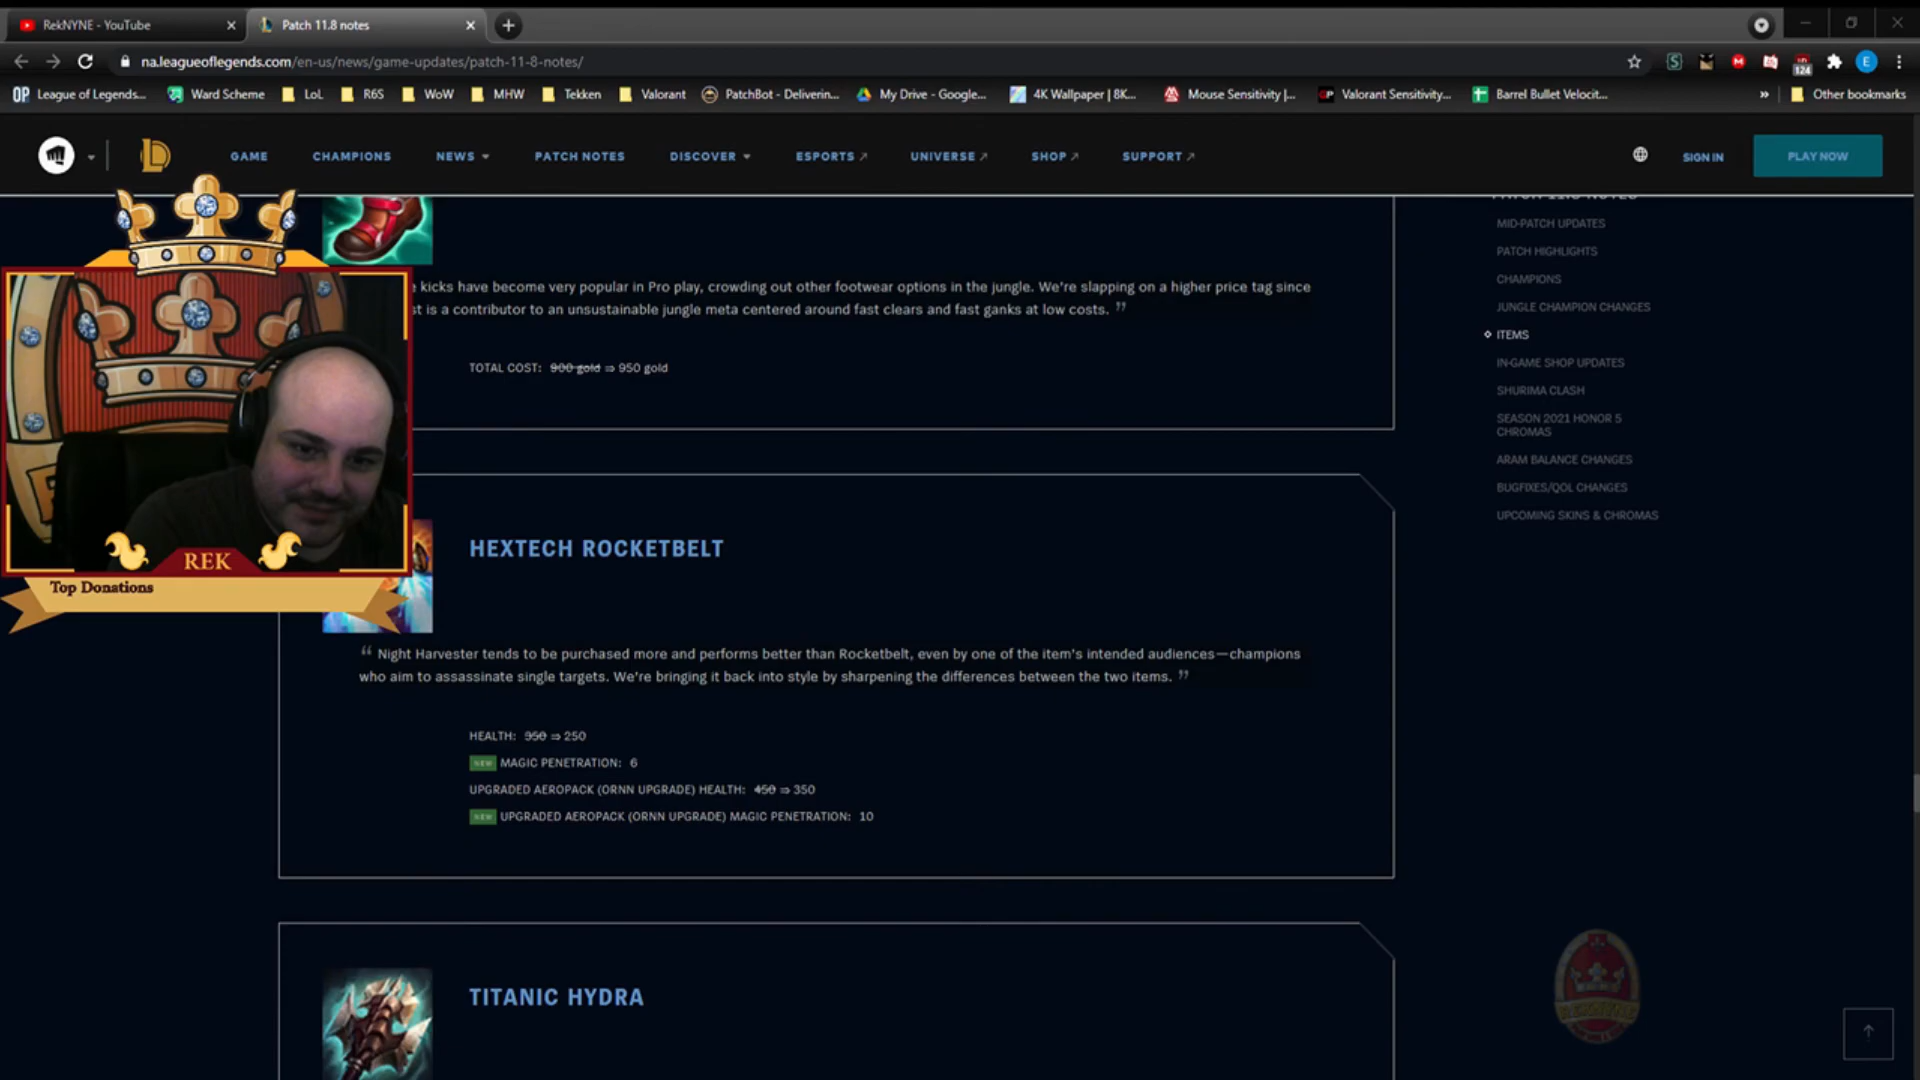 RekNYNE - YouTube
Patch 11.8 notes
na.leagueoflegends.com/en-us/news/game-updates/patch-11-8-notes/
124
E
OP League of Legends...
Ward Scheme
LoL
R6S
WoW
MHW
Tekken
Valorant
PatchBot - Deliverin...
My Drive - Google...
4K Wallpaper | 8K...
Mouse Sensitivity |...
Valorant Sensitivity...
Barrel Bullet Velocit...
Other bookmarks
GAME
CHAMPIONS
NEWS
PATCH NOTES
DISCOVER
ESPORTS
UNIVERSE
SHOP
SUPPORT
SIGN IN
PLAY NOW
PATCH 11.8 NOTES
MID-PATCH UPDATES
PATCH HIGHLIGHTS
CHAMPIONS
JUNGLE CHAMPION CHANGES
ITEMS
IN-GAME SHOP UPDATES
SHURIMA CLASH
SEASON 2021 HONOR 5
CHROMAS
ARAM BALANCE CHANGES
BUGFIXES/QOL CHANGES
UPCOMING SKINS & CHROMAS
kicks have become very popular in Pro play, crowding out other footwear options in the jungle. We're slapping on a higher price tag since
is a contributor to an unsustainable jungle meta centered around fast clears and fast ganks at low costs. ”
TOTAL COST: 900 gold ⇒ 950 gold
REK
Top Donations
HEXTECH ROCKETBELT
“ Night Harvester tends to be purchased more and performs better than Rocketbelt, even by one of the item's intended audiences—champions
who aim to assassinate single targets. We're bringing it back into style by sharpening the differences between the two items. ”
HEALTH: 350 ⇒ 250
NEW MAGIC PENETRATION: 6
UPGRADED AEROPACK (ORNN UPGRADE) HEALTH: 450 ⇒ 350
NEW UPGRADED AEROPACK (ORNN UPGRADE) MAGIC PENETRATION: 10
TITANIC HYDRA
REKNYNE